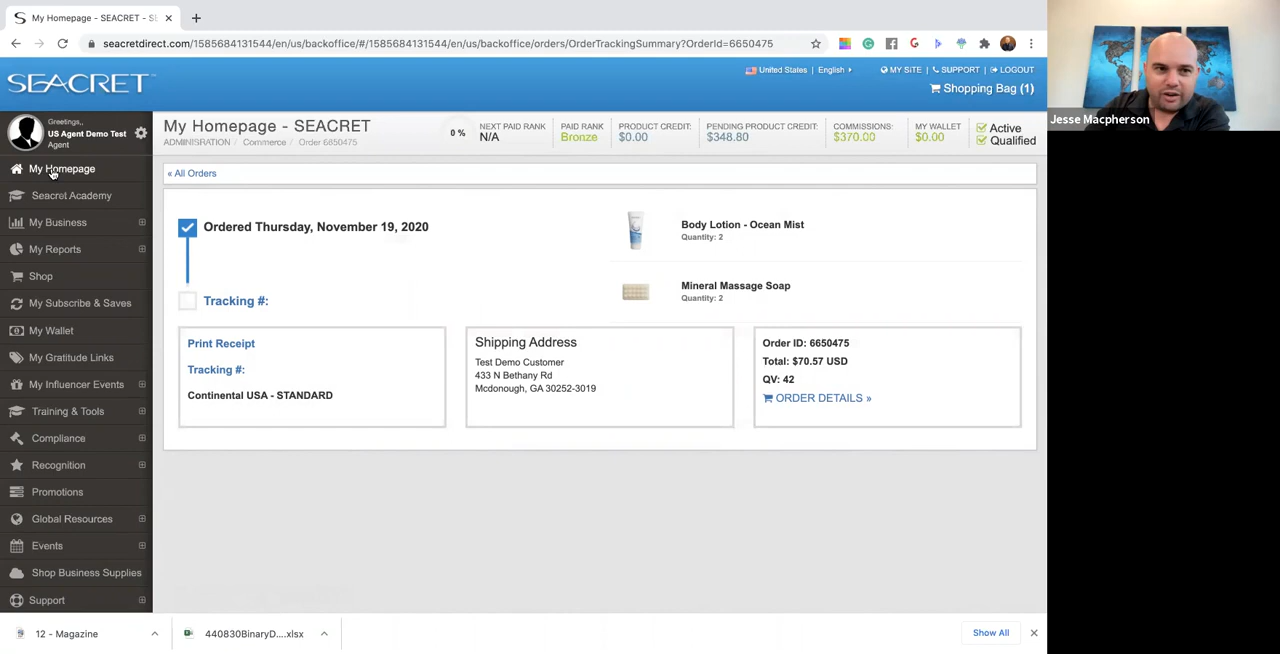 My Homepage - SEACRET - SE
seacretdirect.com/1585684131544/en/us/backoffice/#/1585684131544/en/us/backoffice/orders/OrderTrackingSummary?OrderId=6650475
SEACRET
United States | English
MY SITE | SUPPORT | LOGOUT
Shopping Bag (1)
Greetings,,
US Agent Demo Test
Agent
My Homepage - SEACRET
ADMINISTRATION / Commerce / Order 6650475
0 %
NEXT PAID RANK
N/A
PAID RANK
Bronze
PRODUCT CREDIT:
$0.00
PENDING PRODUCT CREDIT:
$348.80
COMMISSIONS:
$370.00
MY WALLET
$0.00
Active
Qualified
My Homepage
Seacret Academy
My Business
My Reports
Shop
My Subscribe & Saves
My Wallet
My Gratitude Links
My Influencer Events
Training & Tools
Compliance
Recognition
Promotions
Global Resources
Events
Shop Business Supplies
Support
« All Orders
Ordered Thursday, November 19, 2020
Tracking #:
Body Lotion - Ocean Mist
Quantity: 2
Mineral Massage Soap
Quantity: 2
Print Receipt
Tracking #:
Continental USA - STANDARD
Shipping Address
Test Demo Customer
433 N Bethany Rd
Mcdonough, GA 30252-3019
Order ID: 6650475
Total: $70.57 USD
QV: 42
ORDER DETAILS »
Jesse Macpherson
12 - Magazine
440830BinaryD....xlsx
Show All